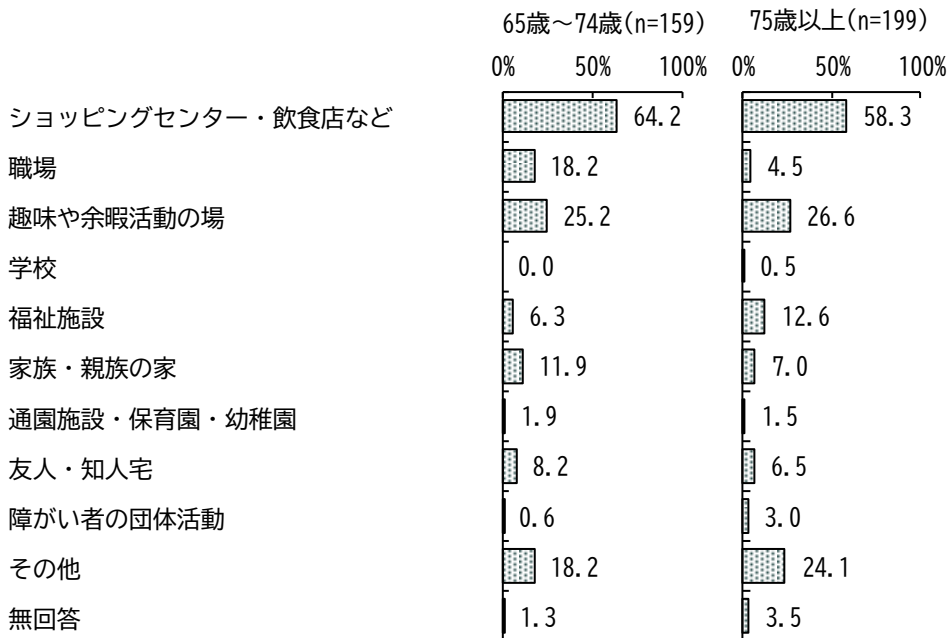 65歳～74歳(n=159) 75歳以上(n=199)
0% 50% 100% 0% 50% 100%
ショッピングセンター・飲食店など 64.2 58.3
職場 18.2 4.5
趣味や余暇活動の場 25.2 26.6
学校 0.0 0.5
福祉施設 6.3 12.6
家族・親族の家 11.9 7.0
通園施設・保育園・幼稚園 1.9 1.5
友人・知人宅 8.2 6.5
障がい者の団体活動 0.6 3.0
その他 18.2 24.1
無回答 1.3 3.5